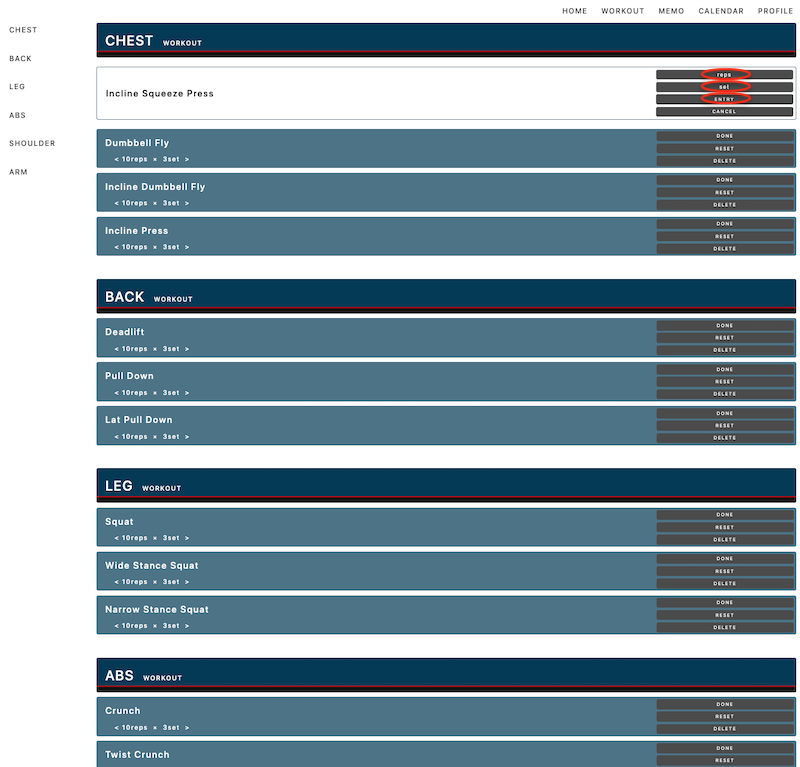 HOME WORKOUT MEMO CALENDAR PROFILE
CHEST
BACK
LEG
ABS
SHOULDER
ARM
CHEST WORKOUT
Incline Squeeze Press
reps
set
ENTRY
CANCEL
Dumbbell Fly
< 10reps × 3set >
DONE
RESET
DELETE
Incline Dumbbell Fly
< 10reps × 3set >
DONE
RESET
DELETE
Incline Press
< 10reps × 3set >
DONE
RESET
DELETE
BACK WORKOUT
Deadlift
< 10reps × 3set >
DONE
RESET
DELETE
Pull Down
< 10reps × 3set >
DONE
RESET
DELETE
Lat Pull Down
< 10reps × 3set >
DONE
RESET
DELETE
LEG WORKOUT
Squat
< 10reps × 3set >
DONE
RESET
DELETE
Wide Stance Squat
< 10reps × 3set >
DONE
RESET
DELETE
Narrow Stance Squat
< 10reps × 3set >
DONE
RESET
DELETE
ABS WORKOUT
Crunch
< 10reps × 3set >
DONE
RESET
DELETE
Twist Crunch
DONE
RESET